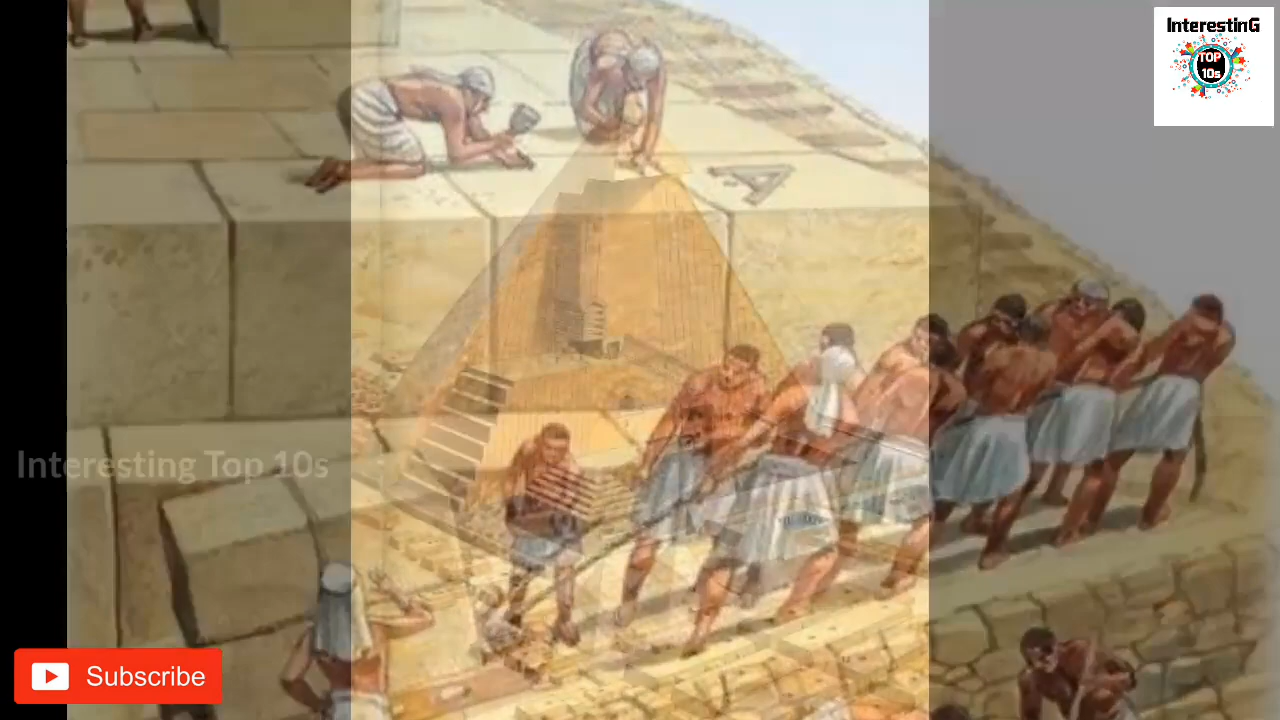 InterestinG
TOP
10s
Interesting Top 10s
Subscribe